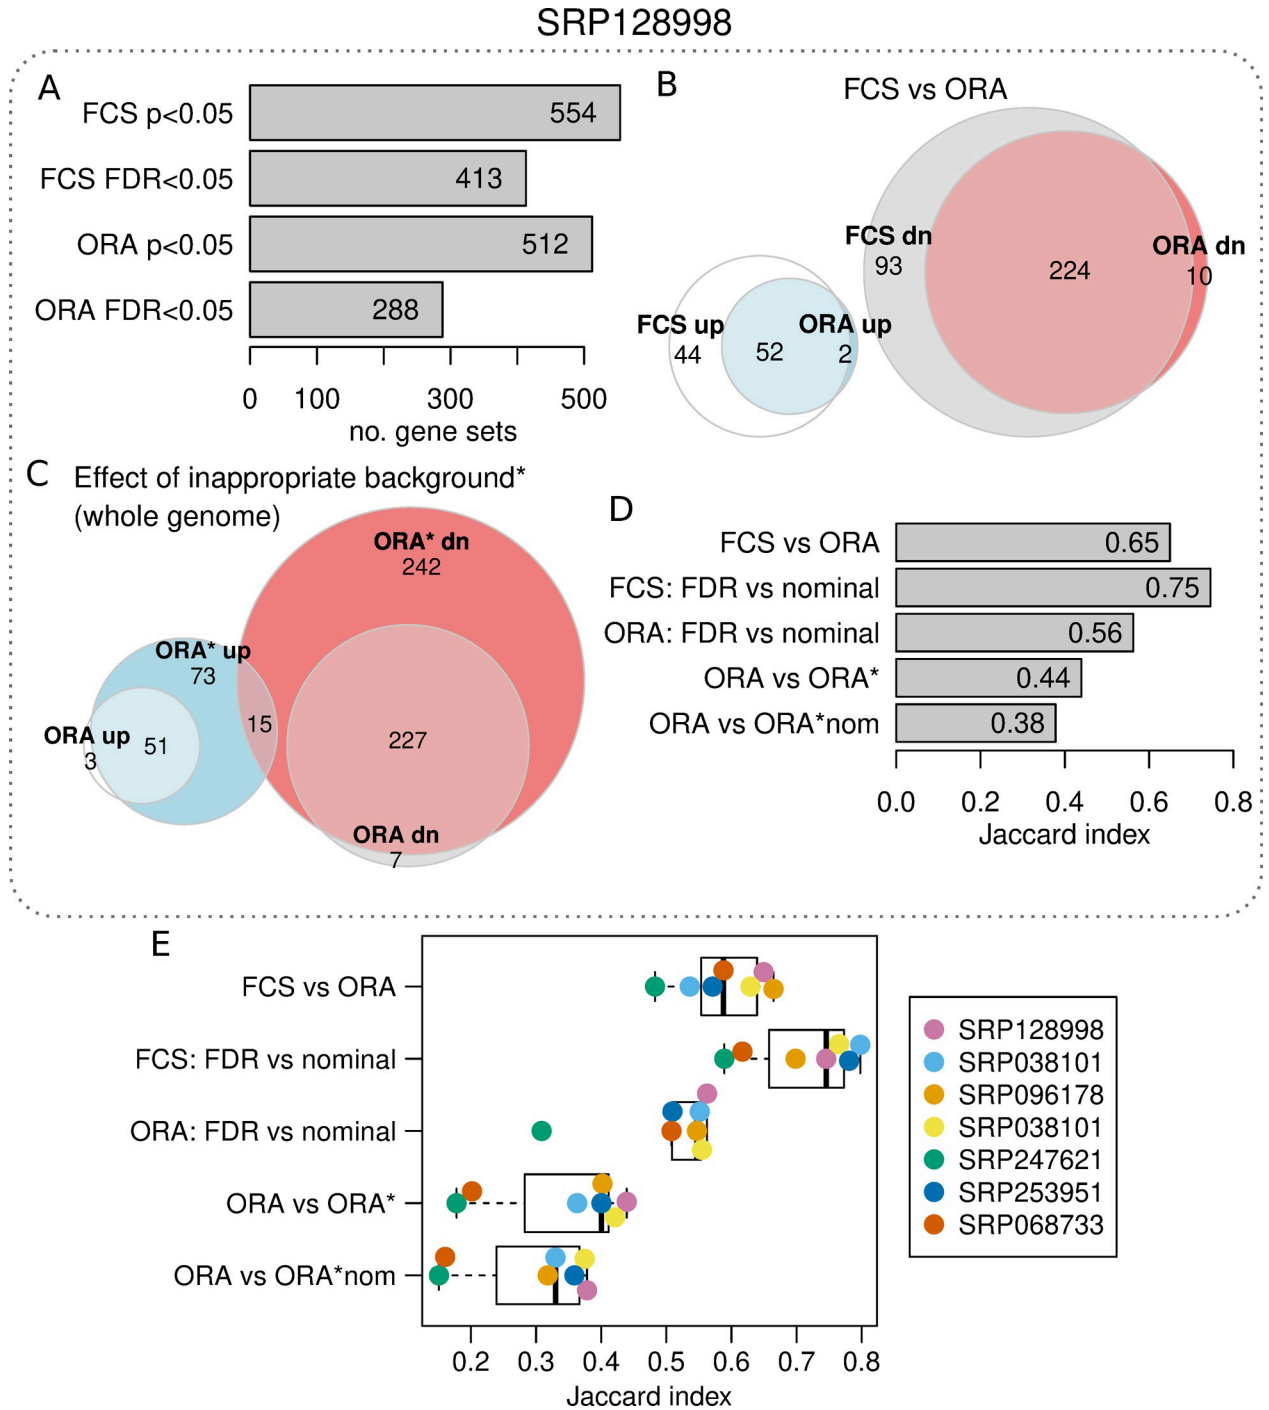 SRP128998
A
FCS p<0.05
554
FCS FDR<0.05
413
ORA p<0.05
512
ORA FDR<0.05
288
0 100 300 500
no. gene sets
B
FCS vs ORA
FCS dn
93
224
ORA dn
10
FCS up
44
52
ORA up
2
C
Effect of inappropriate background*
(whole genome)
ORA* dn
242
ORA* up
73
15
ORA up
3
51
227
ORA dn
7
D
FCS vs ORA
0.65
FCS: FDR vs nominal
0.75
ORA: FDR vs nominal
0.56
ORA vs ORA*
0.44
ORA vs ORA*nom
0.38
0.0 0.2 0.4 0.6 0.8
Jaccard index
E
FCS vs ORA
FCS: FDR vs nominal
ORA: FDR vs nominal
ORA vs ORA*
ORA vs ORA*nom
0.2 0.3 0.4 0.5 0.6 0.7 0.8
Jaccard index
SRP128998
SRP038101
SRP096178
SRP038101
SRP247621
SRP253951
SRP068733